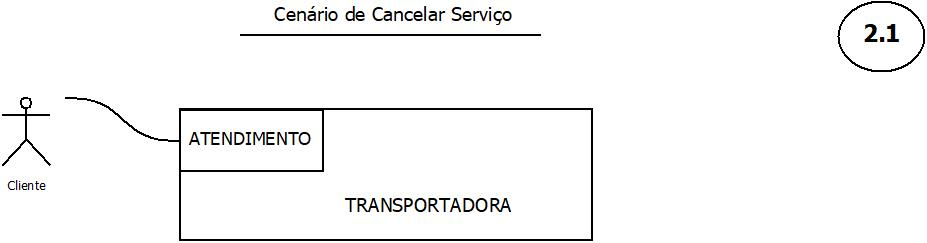 Cenário de Cancelar Serviço
2.1
ATENDIMENTO
Cliente
TRANSPORTADORA